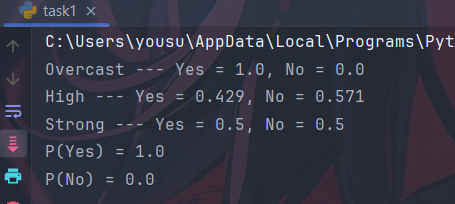 task1
C:\Users\yousu\AppData\Local\Programs\Pyt
Overcast --- Yes = 1.0, No = 0.0
High --- Yes = 0.429, No = 0.571
Strong --- Yes = 0.5, No = 0.5
P(Yes) = 1.0
P(No) = 0.0